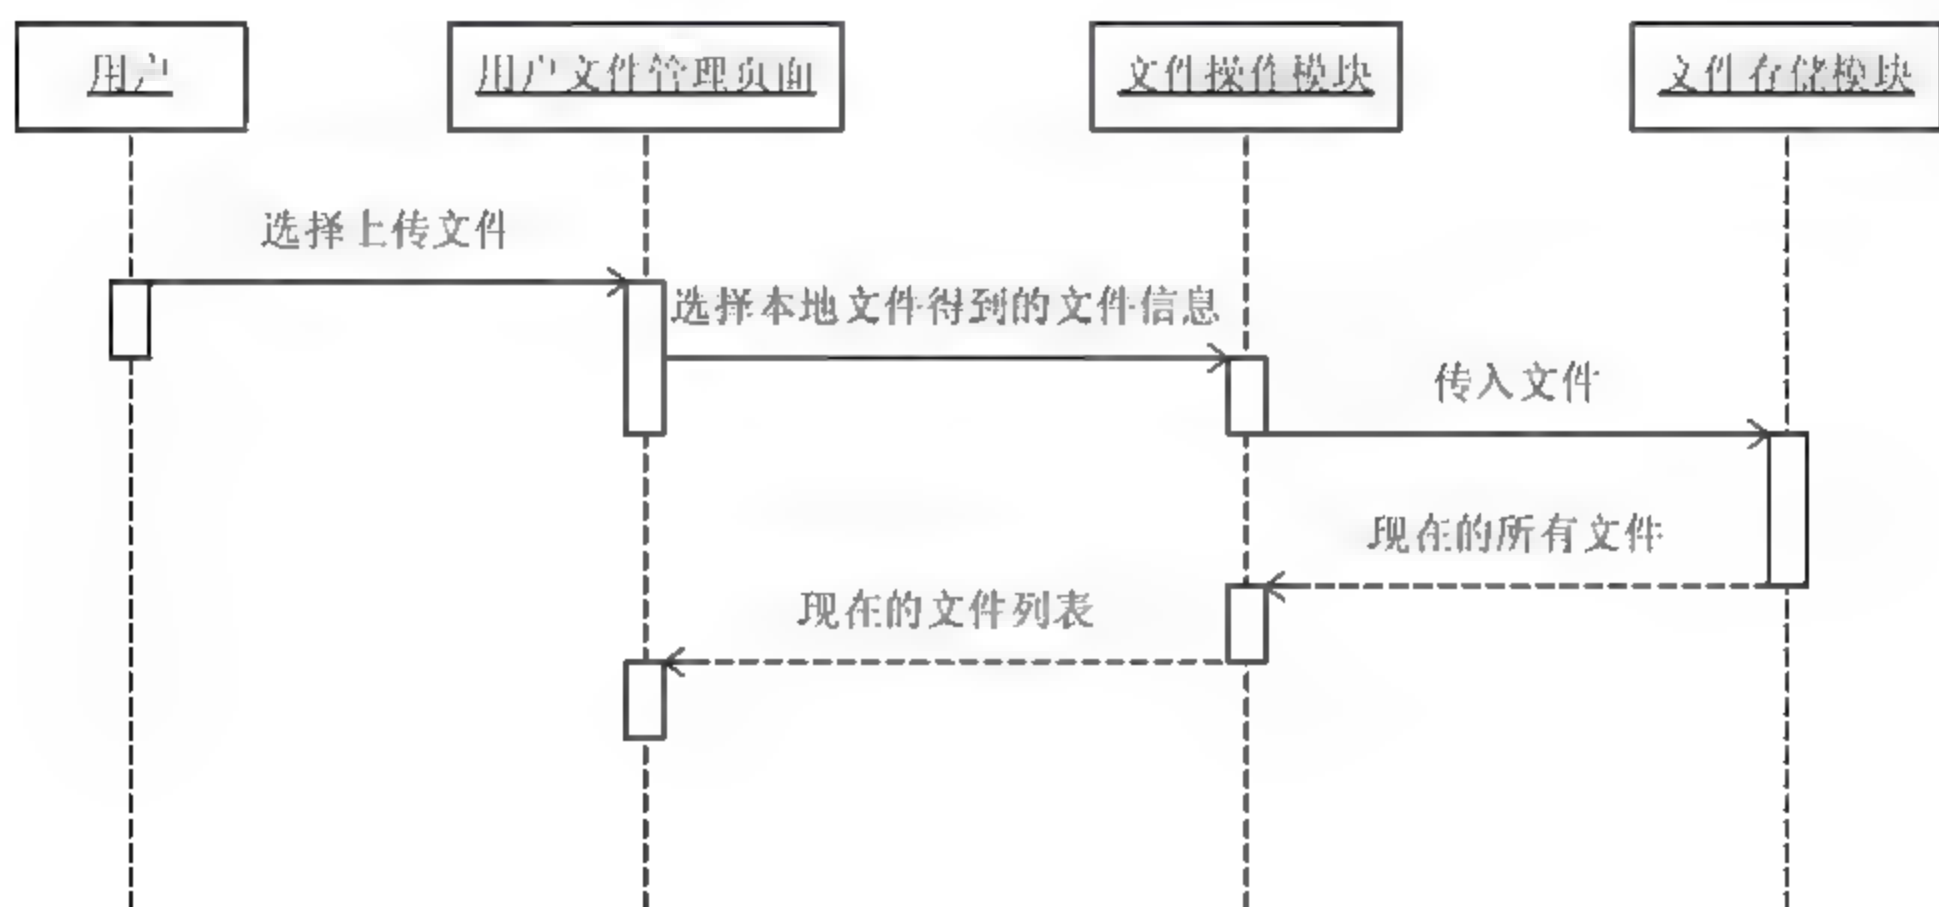 用户
用户文件管理页面
文件操作模块
文件存储模块
选择上传文件
选择本地文件得到的文件信息
传入文件
现在的所有文件
现在的文件列表